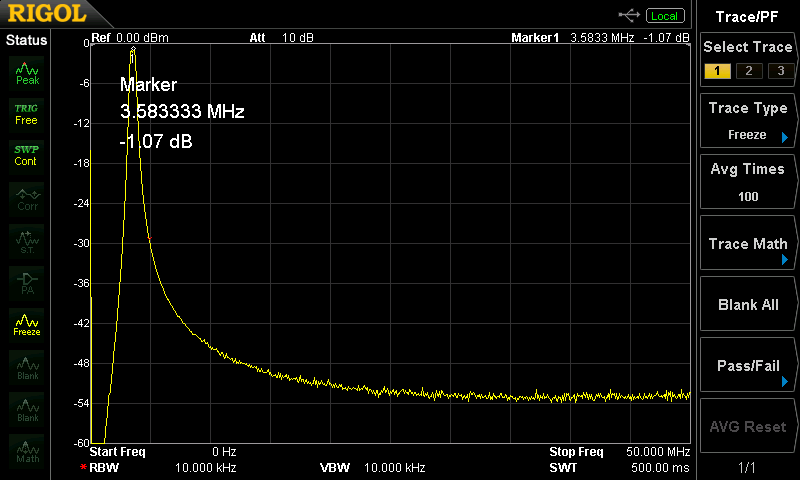 RIGOL
Status
Peak
TRIG
Free
SWP
Cont
Corr
S.T.
PA
Freeze
Blank
Blank
Math
Local
Ref 0.00 dBm Att 10 dB Marker1 3.5833 MHz -1.07 dB
0
-6
-12
-18
-24
-30
-36
-42
-48
-54
-60
Marker
3.583333 MHz
-1.07 dB
Start Freq 0 Hz Stop Freq 50.000 MHz
RBW 10.000 kHz VBW 10.000 kHz SWT 500.00 ms
Trace/PF
Select Trace
1 2 3
Trace Type
Freeze
Avg Times
100
Trace Math
Blank All
Pass/Fail
AVG Reset
1/1